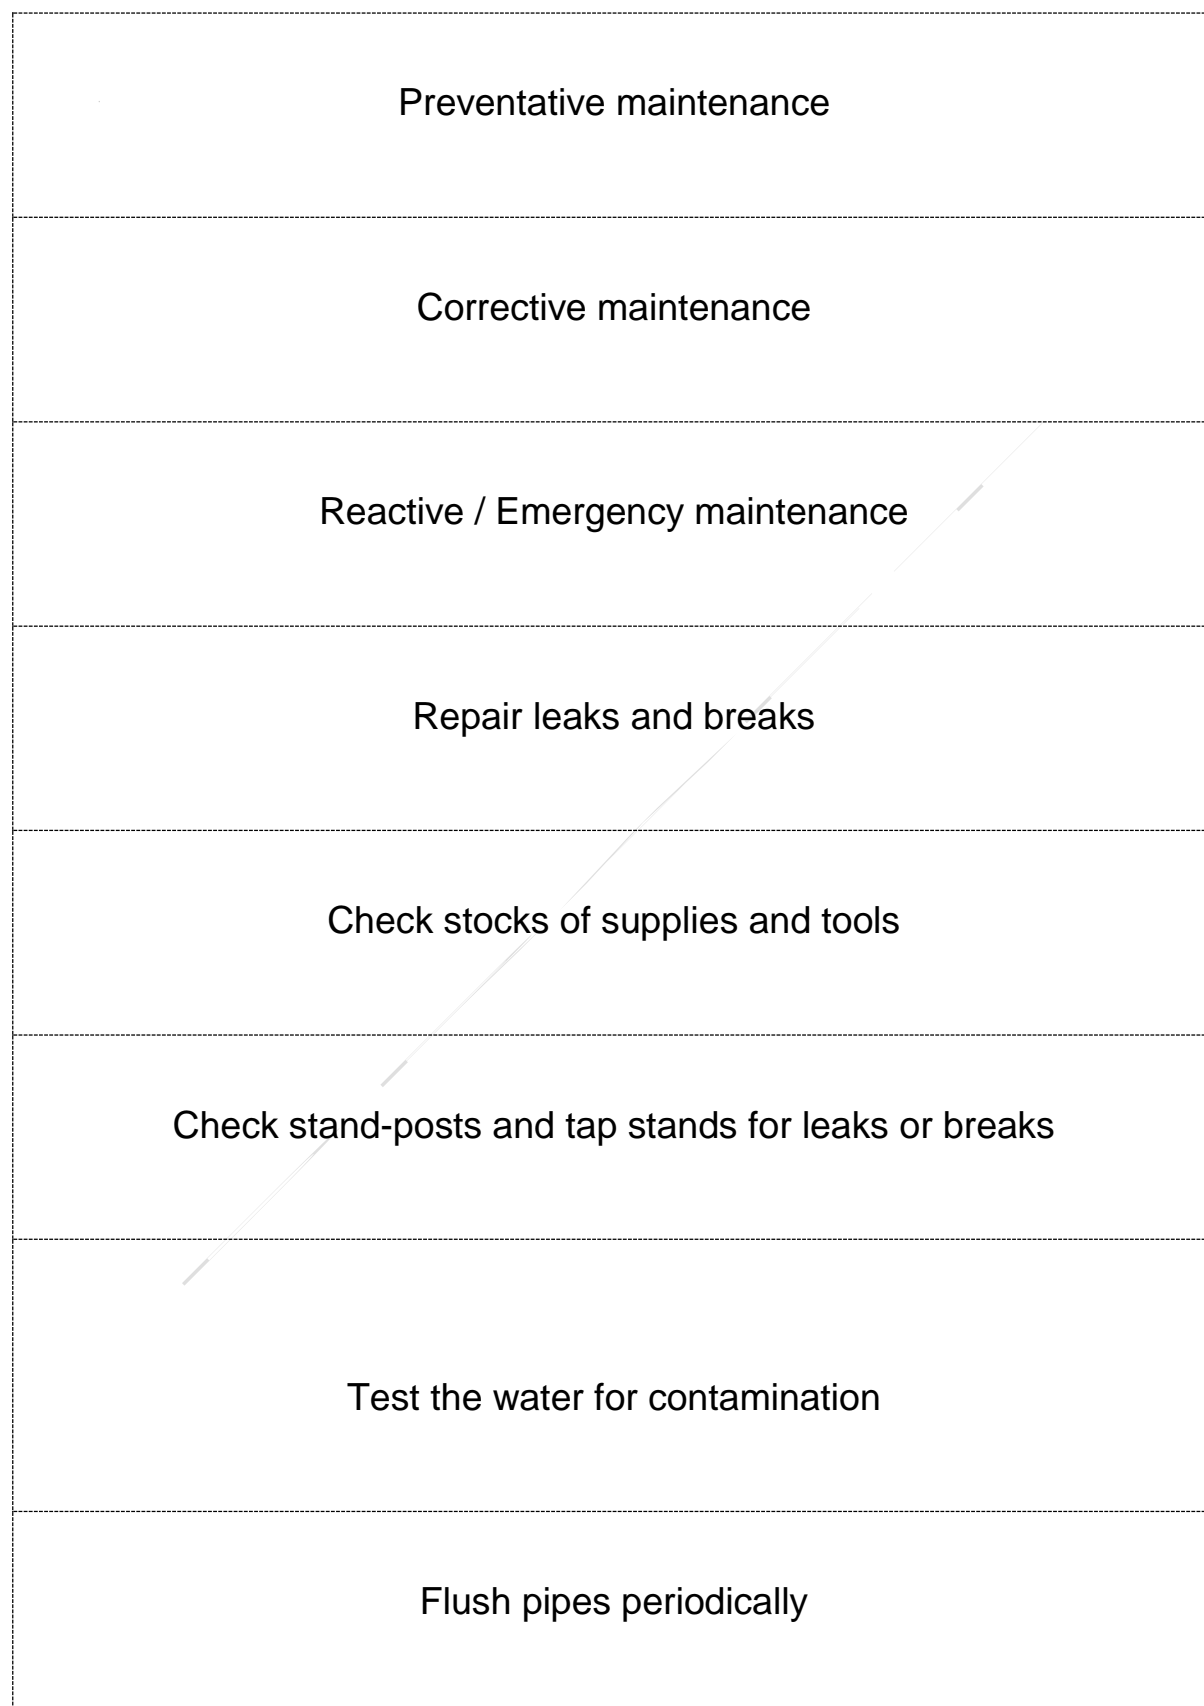 Preventative maintenance
Corrective maintenance
Reactive / Emergency maintenance
Repair leaks and breaks
Check stocks of supplies and tools
Check stand-posts and tap stands for leaks or breaks
Test the water for contamination
Flush pipes periodically